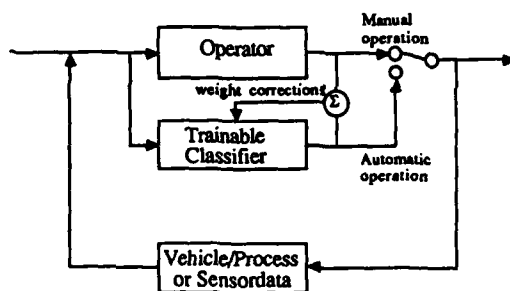 Manual
operation
Operator
weight corrections
Σ
Trainable
Classifier
Automatic
operation
Vehicle/Process
or Sensordata